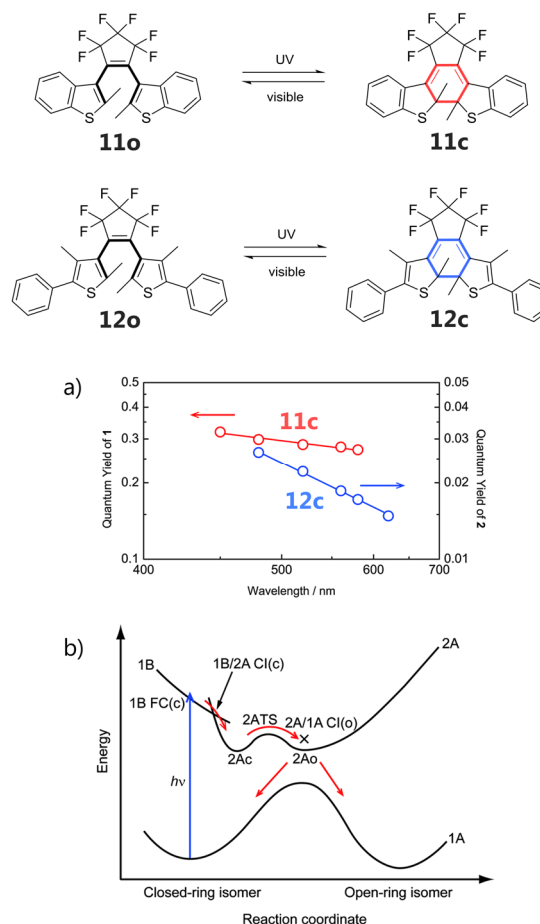 F F F F F F
S S
11o
UV
visible
F F F F F F
S S
11c
F F F F F F
S S
12o
UV
visible
F F F F F F
S S
12c
a)
Quantum Yield of 1
0.5
0.4
0.3
0.2
0.1
11c
12c
0.05
0.04
0.03
0.02
0.01
Quantum Yield of 2
400 500 600 700
Wavelength / nm
b)
Energy
1B
1B FC(c)
1B/2A CI(c)
2ATS
2A/1A CI(o)
2A
2Ac
2Ao
hν
1A
Closed-ring isomer Open-ring isomer
Reaction coordinate